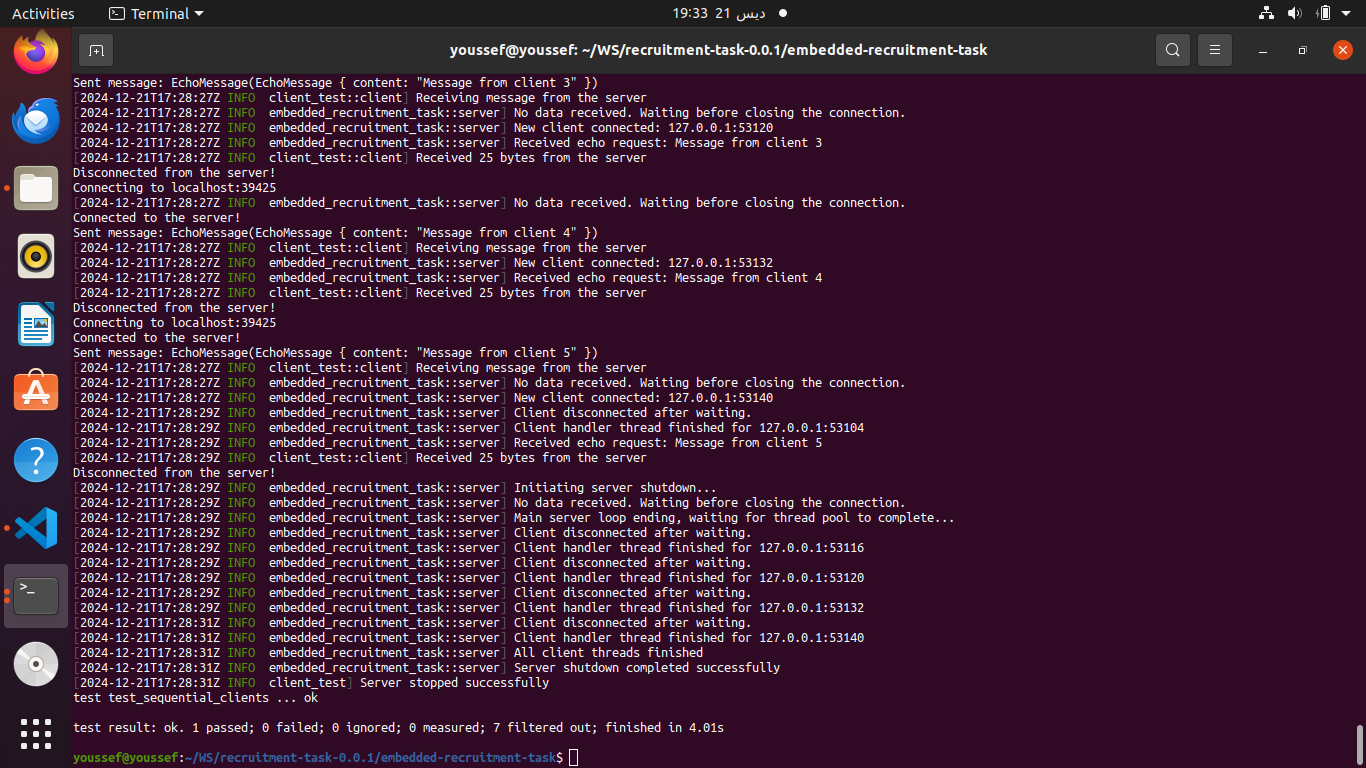 Activities
Terminal
19:33 21 ديس
youssef@youssef: ~/WS/recruitment-task-0.0.1/embedded-recruitment-task
Sent message: EchoMessage(EchoMessage { content: "Message from client 3" })
[2024-12-21T17:28:27Z INFO  client_test::client] Receiving message from the server
[2024-12-21T17:28:27Z INFO  embedded_recruitment_task::server] No data received. Waiting before closing the connection.
[2024-12-21T17:28:27Z INFO  embedded_recruitment_task::server] New client connected: 127.0.0.1:53120
[2024-12-21T17:28:27Z INFO  embedded_recruitment_task::server] Received echo request: Message from client 3
[2024-12-21T17:28:27Z INFO  client_test::client] Received 25 bytes from the server
Disconnected from the server!
Connecting to localhost:39425
[2024-12-21T17:28:27Z INFO  embedded_recruitment_task::server] No data received. Waiting before closing the connection.
Connected to the server!
Sent message: EchoMessage(EchoMessage { content: "Message from client 4" })
[2024-12-21T17:28:27Z INFO  client_test::client] Receiving message from the server
[2024-12-21T17:28:27Z INFO  embedded_recruitment_task::server] New client connected: 127.0.0.1:53132
[2024-12-21T17:28:27Z INFO  embedded_recruitment_task::server] Received echo request: Message from client 4
[2024-12-21T17:28:27Z INFO  client_test::client] Received 25 bytes from the server
Disconnected from the server!
Connecting to localhost:39425
Connected to the server!
Sent message: EchoMessage(EchoMessage { content: "Message from client 5" })
[2024-12-21T17:28:27Z INFO  client_test::client] Receiving message from the server
[2024-12-21T17:28:27Z INFO  embedded_recruitment_task::server] No data received. Waiting before closing the connection.
[2024-12-21T17:28:27Z INFO  embedded_recruitment_task::server] New client connected: 127.0.0.1:53140
[2024-12-21T17:28:29Z INFO  embedded_recruitment_task::server] Client disconnected after waiting.
[2024-12-21T17:28:29Z INFO  embedded_recruitment_task::server] Client handler thread finished for 127.0.0.1:53104
[2024-12-21T17:28:29Z INFO  embedded_recruitment_task::server] Received echo request: Message from client 5
[2024-12-21T17:28:29Z INFO  client_test::client] Received 25 bytes from the server
Disconnected from the server!
[2024-12-21T17:28:29Z INFO  embedded_recruitment_task::server] Initiating server shutdown...
[2024-12-21T17:28:29Z INFO  embedded_recruitment_task::server] No data received. Waiting before closing the connection.
[2024-12-21T17:28:29Z INFO  embedded_recruitment_task::server] Main server loop ending, waiting for thread pool to complete...
[2024-12-21T17:28:29Z INFO  embedded_recruitment_task::server] Client disconnected after waiting.
[2024-12-21T17:28:29Z INFO  embedded_recruitment_task::server] Client handler thread finished for 127.0.0.1:53116
[2024-12-21T17:28:29Z INFO  embedded_recruitment_task::server] Client disconnected after waiting.
[2024-12-21T17:28:29Z INFO  embedded_recruitment_task::server] Client handler thread finished for 127.0.0.1:53120
[2024-12-21T17:28:29Z INFO  embedded_recruitment_task::server] Client disconnected after waiting.
[2024-12-21T17:28:29Z INFO  embedded_recruitment_task::server] Client handler thread finished for 127.0.0.1:53132
[2024-12-21T17:28:31Z INFO  embedded_recruitment_task::server] Client disconnected after waiting.
[2024-12-21T17:28:31Z INFO  embedded_recruitment_task::server] Client handler thread finished for 127.0.0.1:53140
[2024-12-21T17:28:31Z INFO  embedded_recruitment_task::server] All client threads finished
[2024-12-21T17:28:31Z INFO  embedded_recruitment_task::server] Server shutdown completed successfully
[2024-12-21T17:28:31Z INFO  client_test] Server stopped successfully
test test_sequential_clients ... ok
test result: ok. 1 passed; 0 failed; 0 ignored; 0 measured; 7 filtered out; finished in 4.01s
youssef@youssef:~/WS/recruitment-task-0.0.1/embedded-recruitment-task$